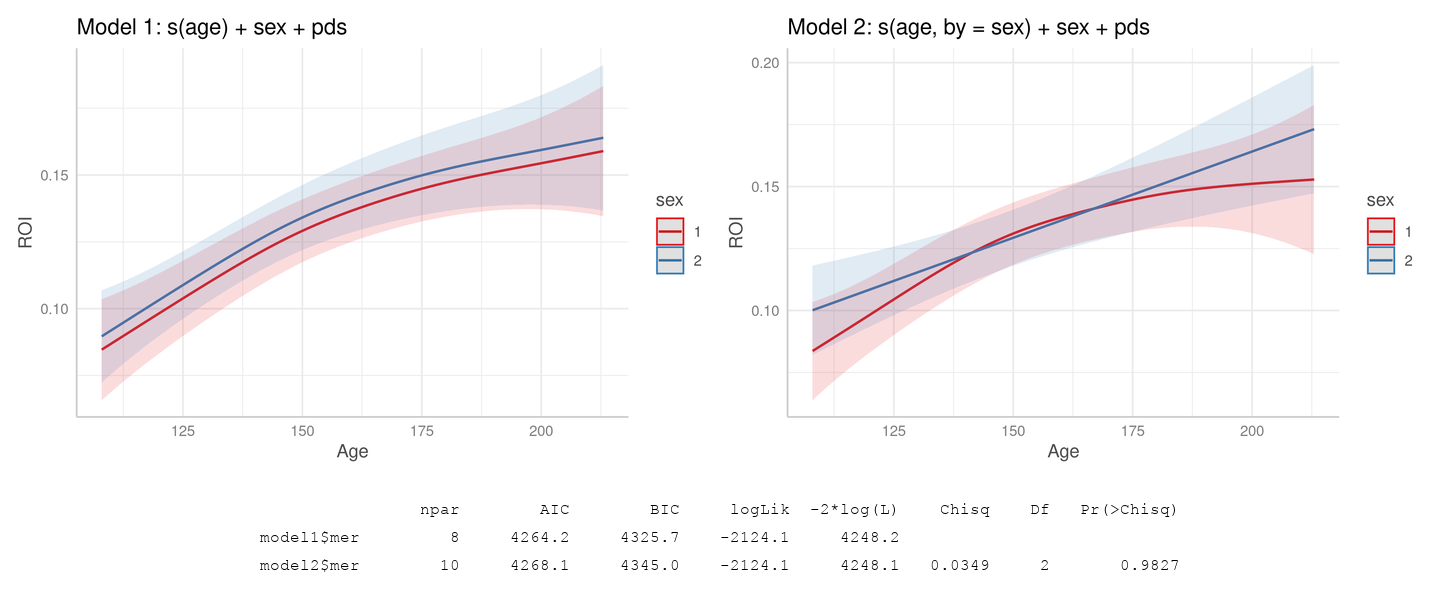 Model 1: s(age) + sex + pds
ROI
0.15
0.10
125 150 175 200
Age
sex
1
2
Model 2: s(age, by = sex) + sex + pds
ROI
0.20
0.15
0.10
125 150 175 200
Age
sex
1
2
npar AIC BIC logLik -2*log(L) Chisq Df Pr(>Chisq)
model1$mer 8 4264.2 4325.7 -2124.1 4248.2
model2$mer 10 4268.1 4345.0 -2124.1 4248.1 0.0349 2 0.9827